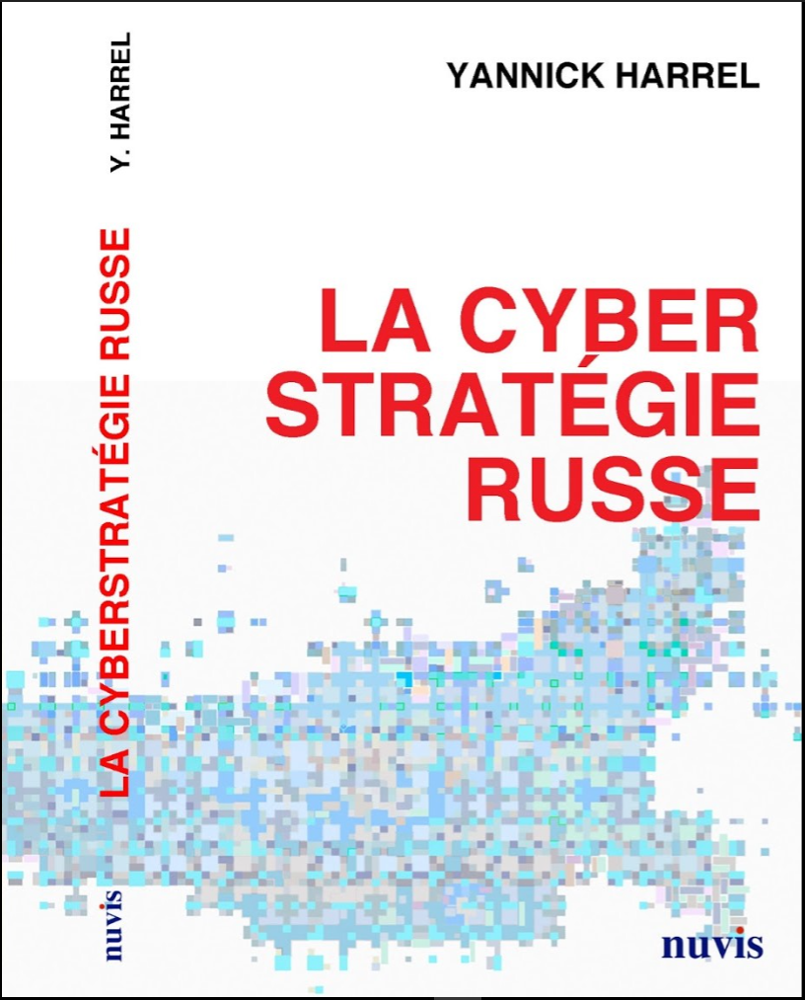 Y. HARREL
LA CYBERSTRATÉGIE RUSSE
nuvis
YANNICK HARREL
LA CYBER
STRATÉGIE
RUSSE
nuvis